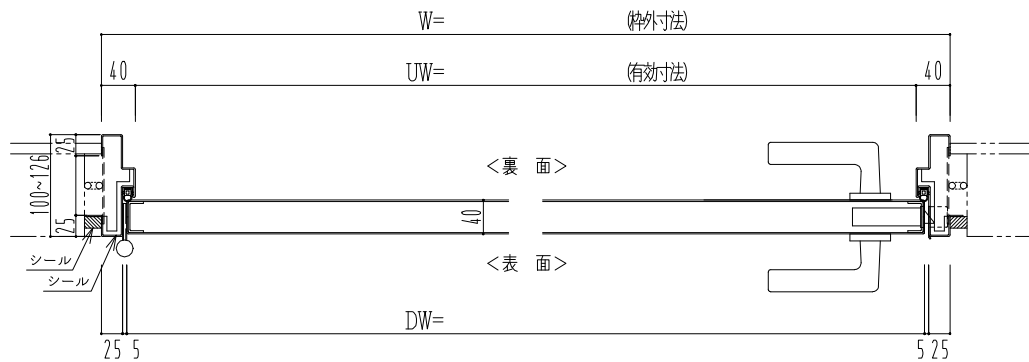 W= (枠外寸法)
40 UW= (有効寸法) 40
25
100~126
25
<裏 面>
40
<表 面>
シール
シール
DW=
25 5 5 25